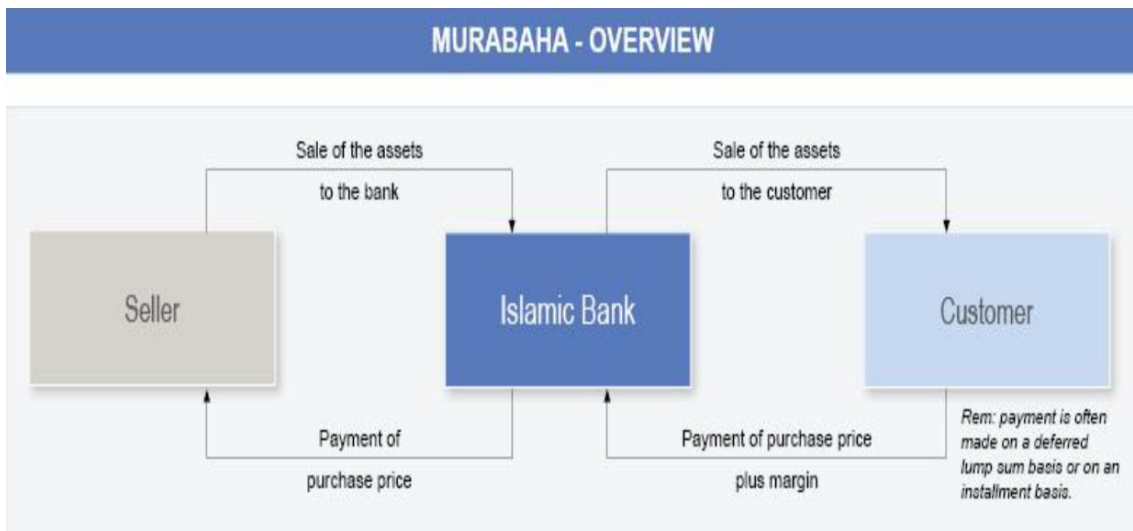 MURABAHA - OVERVIEW
Sale of the assets
to the bank
Sale of the assets
to the customer
Seller
Islamic Bank
Customer
Payment of
purchase price
Payment of purchase price
plus margin
Rem: payment is often
made on a deferred
lump sum basis or on an
installment basis.